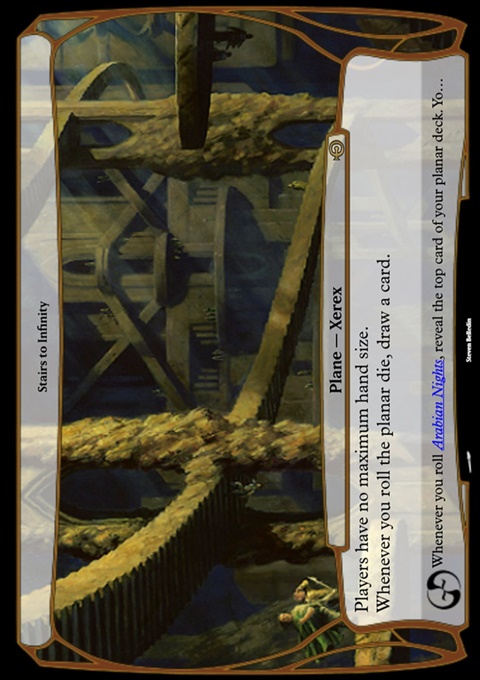 Stairs to Infinity
Plane — Xerex
Players have no maximum hand size.
Whenever you roll the planar die, draw a card.
Whenever you roll Arabian Nights, reveal the top card of your planar deck. Yo…
Steven Belledin